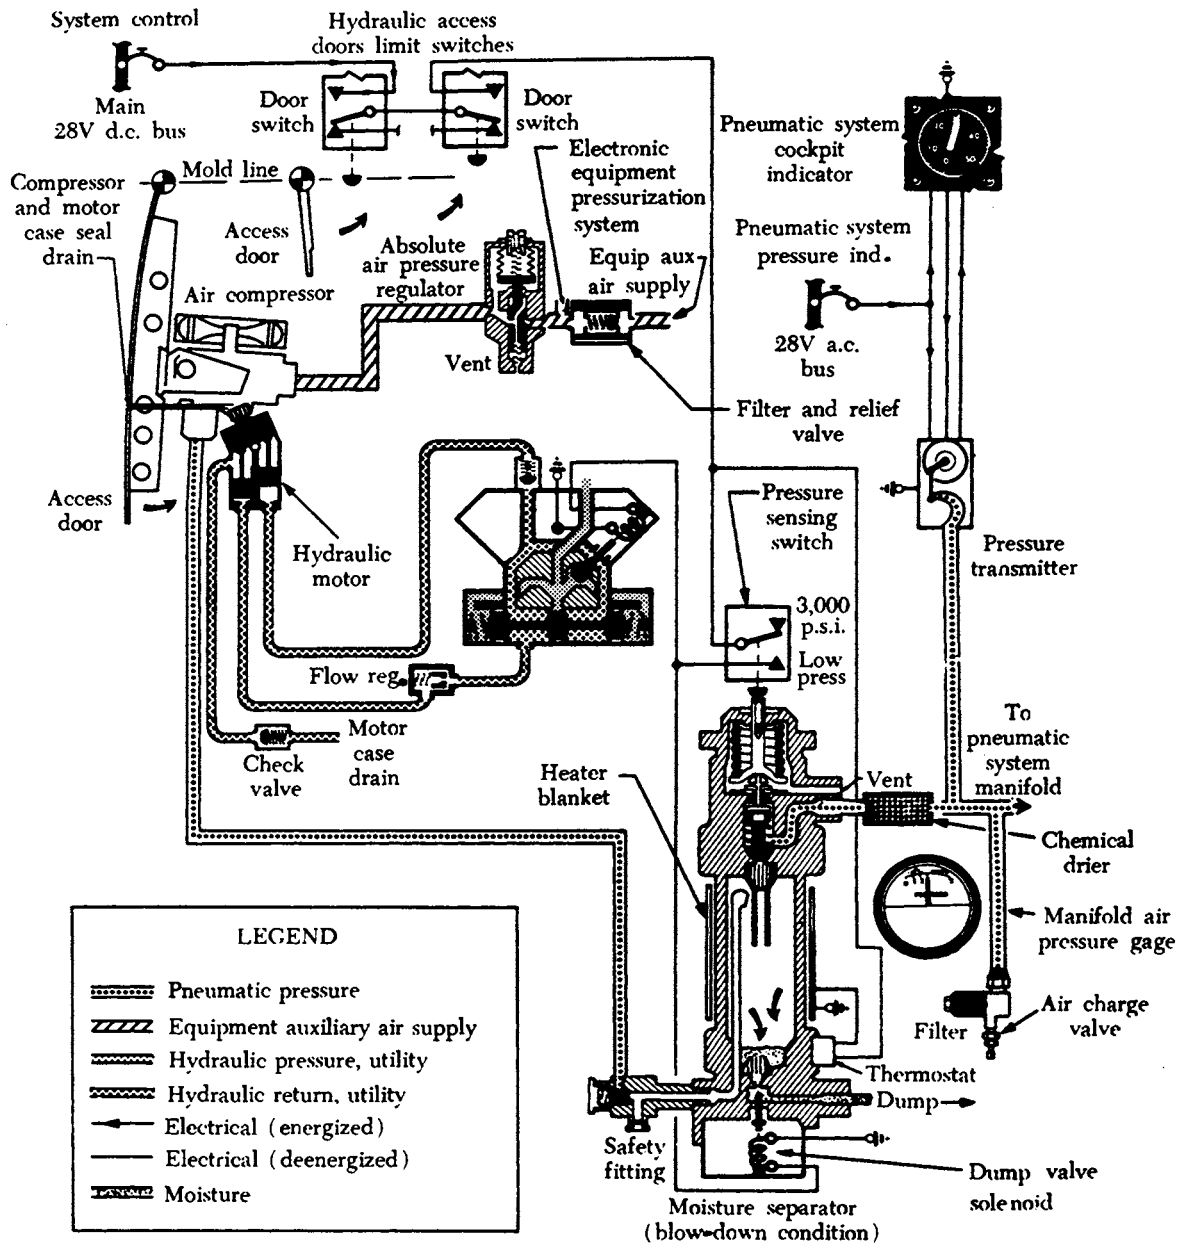 System control
Hydraulic access
doors limit switches
Main
28V d.c. bus
Door
switch
Door
switch
Pneumatic system
cockpit
indicator
Mold line
Compressor
and motor
case seal
drain
Access
door
Electronic
equipment
pressurization
system
Absolute
air pressure
regulator
Equip aux
air supply
Pneumatic system
pressure ind.
Air compressor
Vent
28V a.c.
bus
Filter and relief
valve
Access
door
Hydraulic
motor
Pressure
sensing
switch
Pressure
transmitter
3,000
p.s.i.
Low
press
Flow reg.
Motor
case
drain
Check
valve
Heater
blanket
To
pneumatic
system
manifold
Vent
Chemical
drier
Manifold air
pressure gage
Air charge
valve
Filter
Thermostat
Dump
Safety
fitting
Dump valve
solenoid
Moisture separator
(blow-down condition)
LEGEND
Pneumatic pressure
Equipment auxiliary air supply
Hydraulic pressure, utility
Hydraulic return, utility
Electrical (energized)
Electrical (deenergized)
Moisture